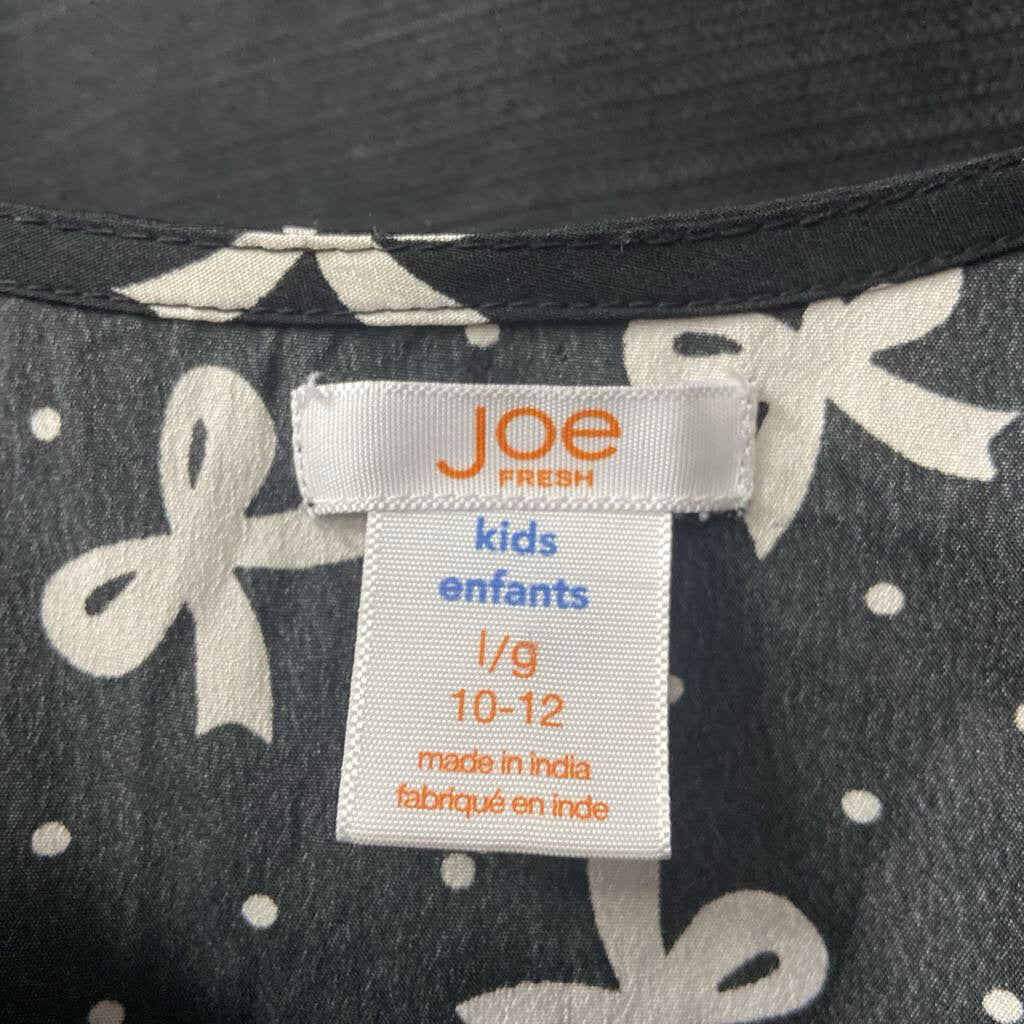 Joe
FRESH
kids
enfants
l/g
10-12
made in india
fabriqué en inde